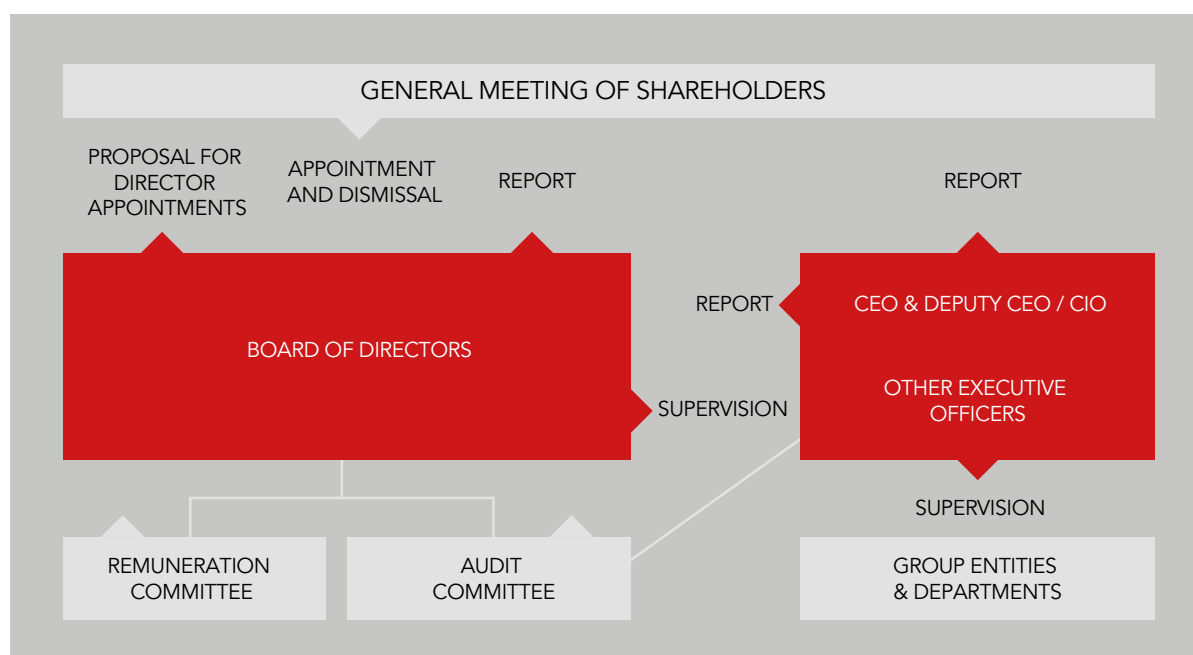 GENERAL MEETING OF SHAREHOLDERS
PROPOSAL FOR
DIRECTOR
APPOINTMENTS
APPOINTMENT
AND DISMISSAL
REPORT
REPORT
BOARD OF DIRECTORS
REPORT
SUPERVISION
CEO & DEPUTY CEO / CIO
OTHER EXECUTIVE
OFFICERS
SUPERVISION
REMUNERATION
COMMITTEE
AUDIT
COMMITTEE
GROUP ENTITIES
& DEPARTMENTS